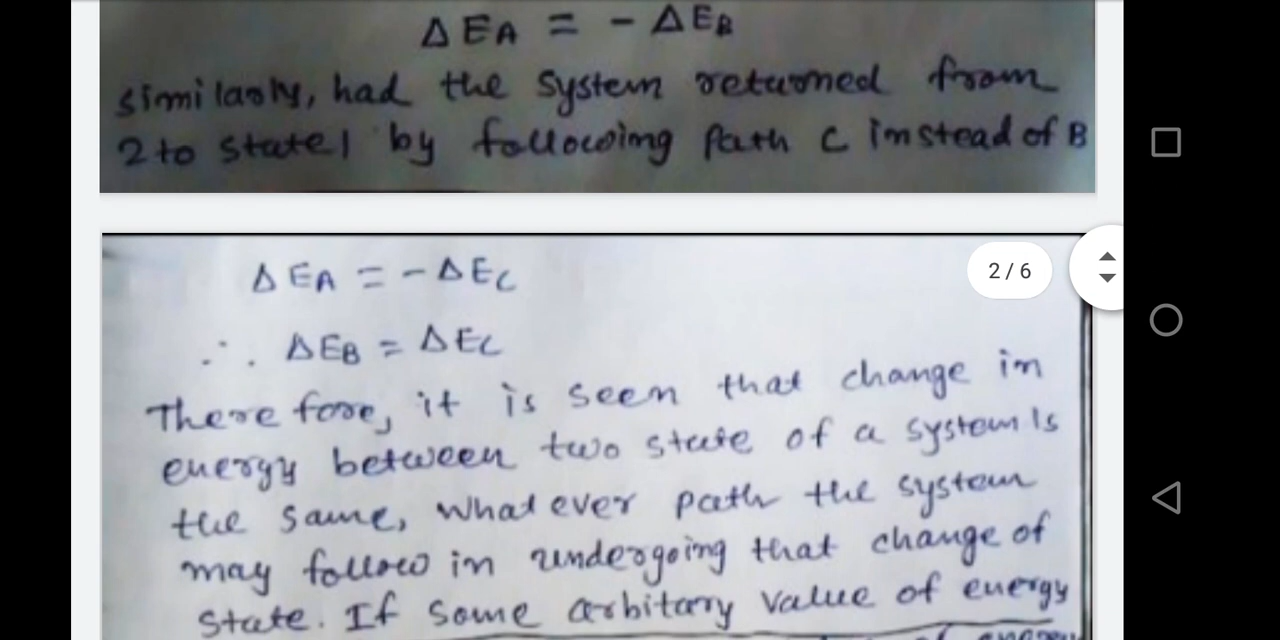 ΔEA = - ΔEB
similarly, had the system returned from
2 to state 1 by following Path C instead of B
2 / 6
ΔEA = - ΔEC
∴ ΔEB = ΔEC
Therefore, it is seen that change in
energy between two state of a system is
the same, what ever path the system
may follow in undergoing that change of
state. If some arbitary value of energy